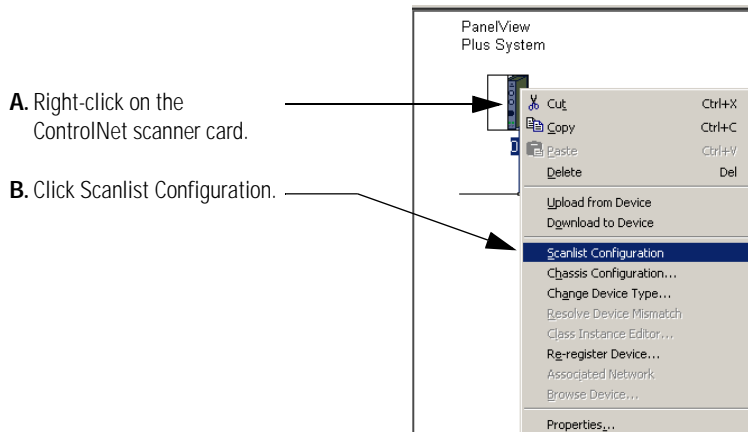 PanelView
Plus System
A. Right-click on the
ControlNet scanner card.
B. Click Scanlist Configuration.
Cut Ctrl+X
Copy Ctrl+C
Paste Ctrl+V
Delete Del
Upload from Device
Download to Device
Scanlist Configuration
Chassis Configuration...
Change Device Type...
Resolve Device Mismatch
Class Instance Editor...
Re-register Device...
Associated Network
Browse Device...
Properties...